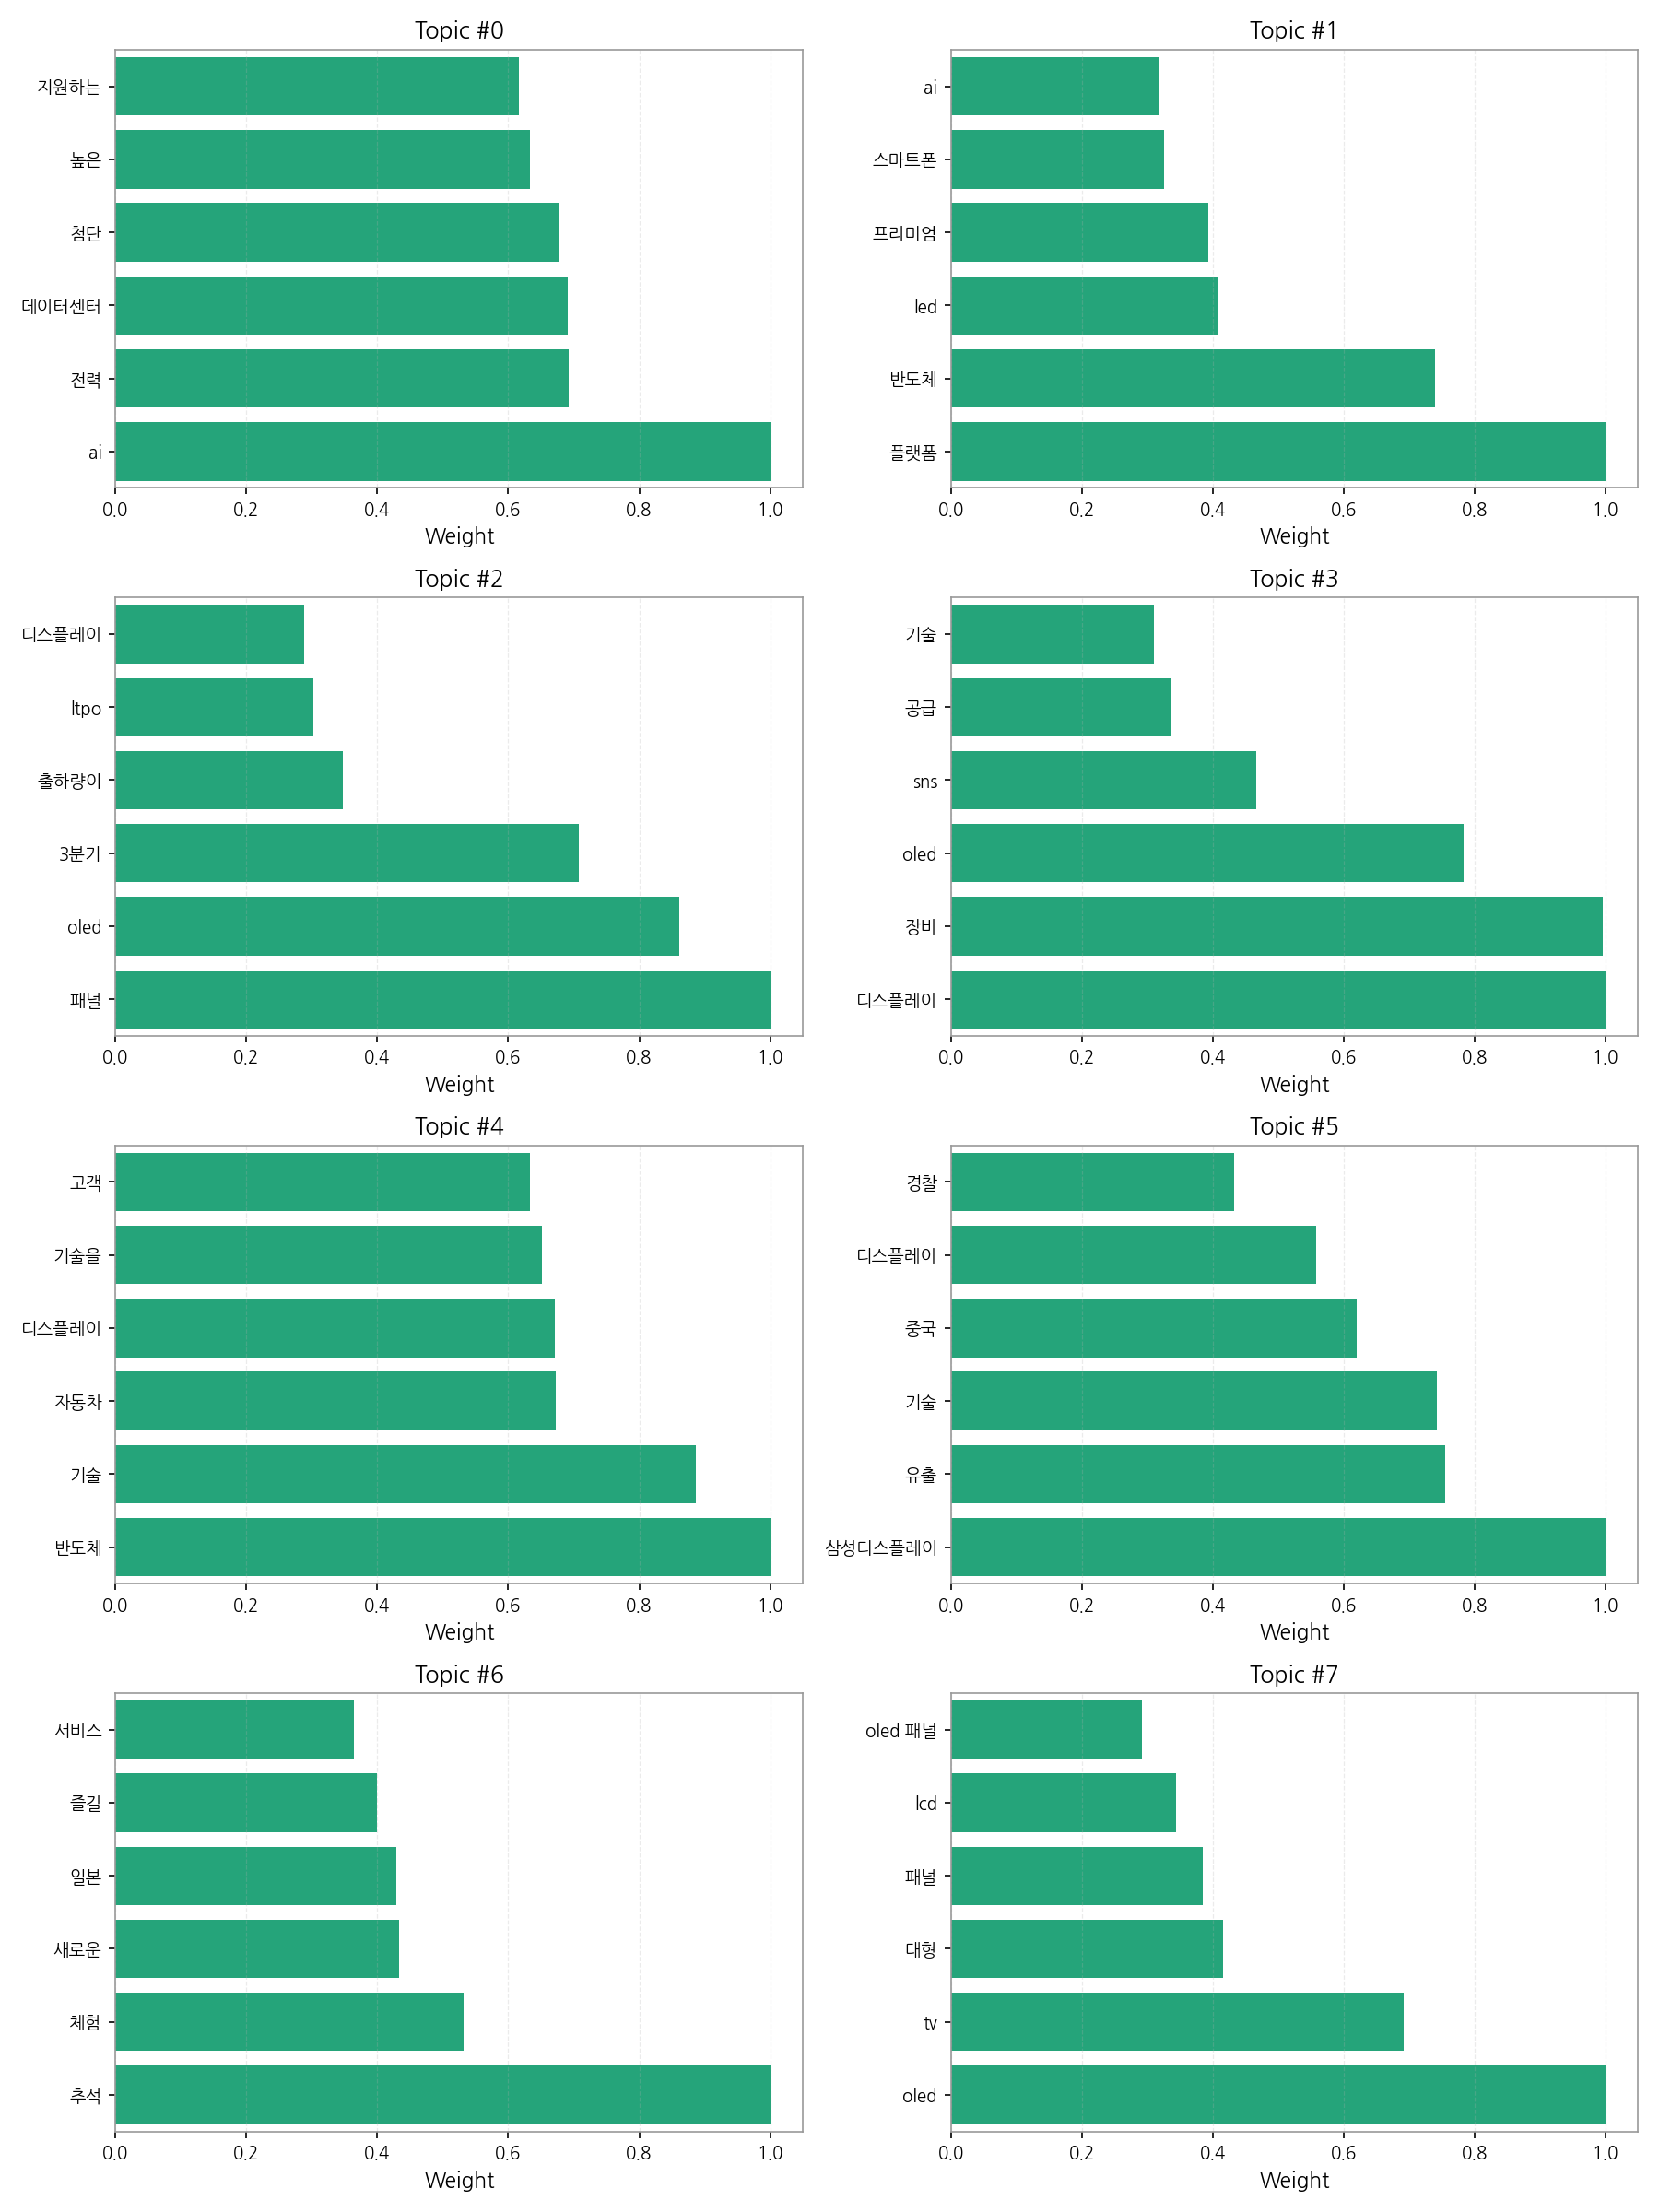 Topic #0
지원하는
높은
첨단
데이터센터
전력
ai
0.0 0.2 0.4 0.6 0.8 1.0
Weight
Topic #1
ai
스마트폰
프리미엄
led
반도체
플랫폼
0.0 0.2 0.4 0.6 0.8 1.0
Weight
Topic #2
디스플레이
ltpo
출하량이
3분기
oled
패널
0.0 0.2 0.4 0.6 0.8 1.0
Weight
Topic #3
기술
공급
sns
oled
장비
디스플레이
0.0 0.2 0.4 0.6 0.8 1.0
Weight
Topic #4
고객
기술을
디스플레이
자동차
기술
반도체
0.0 0.2 0.4 0.6 0.8 1.0
Weight
Topic #5
경찰
디스플레이
중국
기술
유출
삼성디스플레이
0.0 0.2 0.4 0.6 0.8 1.0
Weight
Topic #6
서비스
즐길
일본
새로운
체험
추석
0.0 0.2 0.4 0.6 0.8 1.0
Weight
Topic #7
oled 패널
lcd
패널
대형
tv
oled
0.0 0.2 0.4 0.6 0.8 1.0
Weight